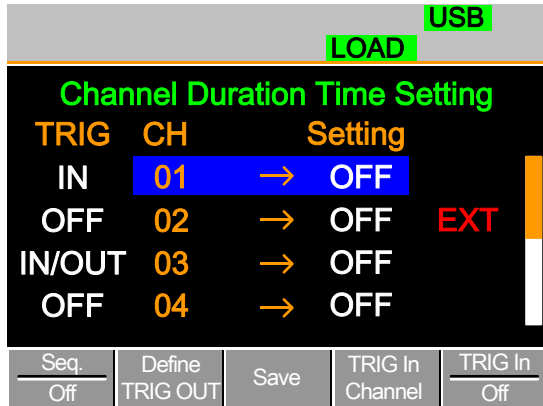 USB
LOAD
Channel Duration Time Setting
TRIG CH Setting
IN 01 → OFF
OFF 02 → OFF EXT
IN/OUT 03 → OFF
OFF 04 → OFF
Seq. Define Save TRIG In TRIG In
Off TRIG OUT Channel Off